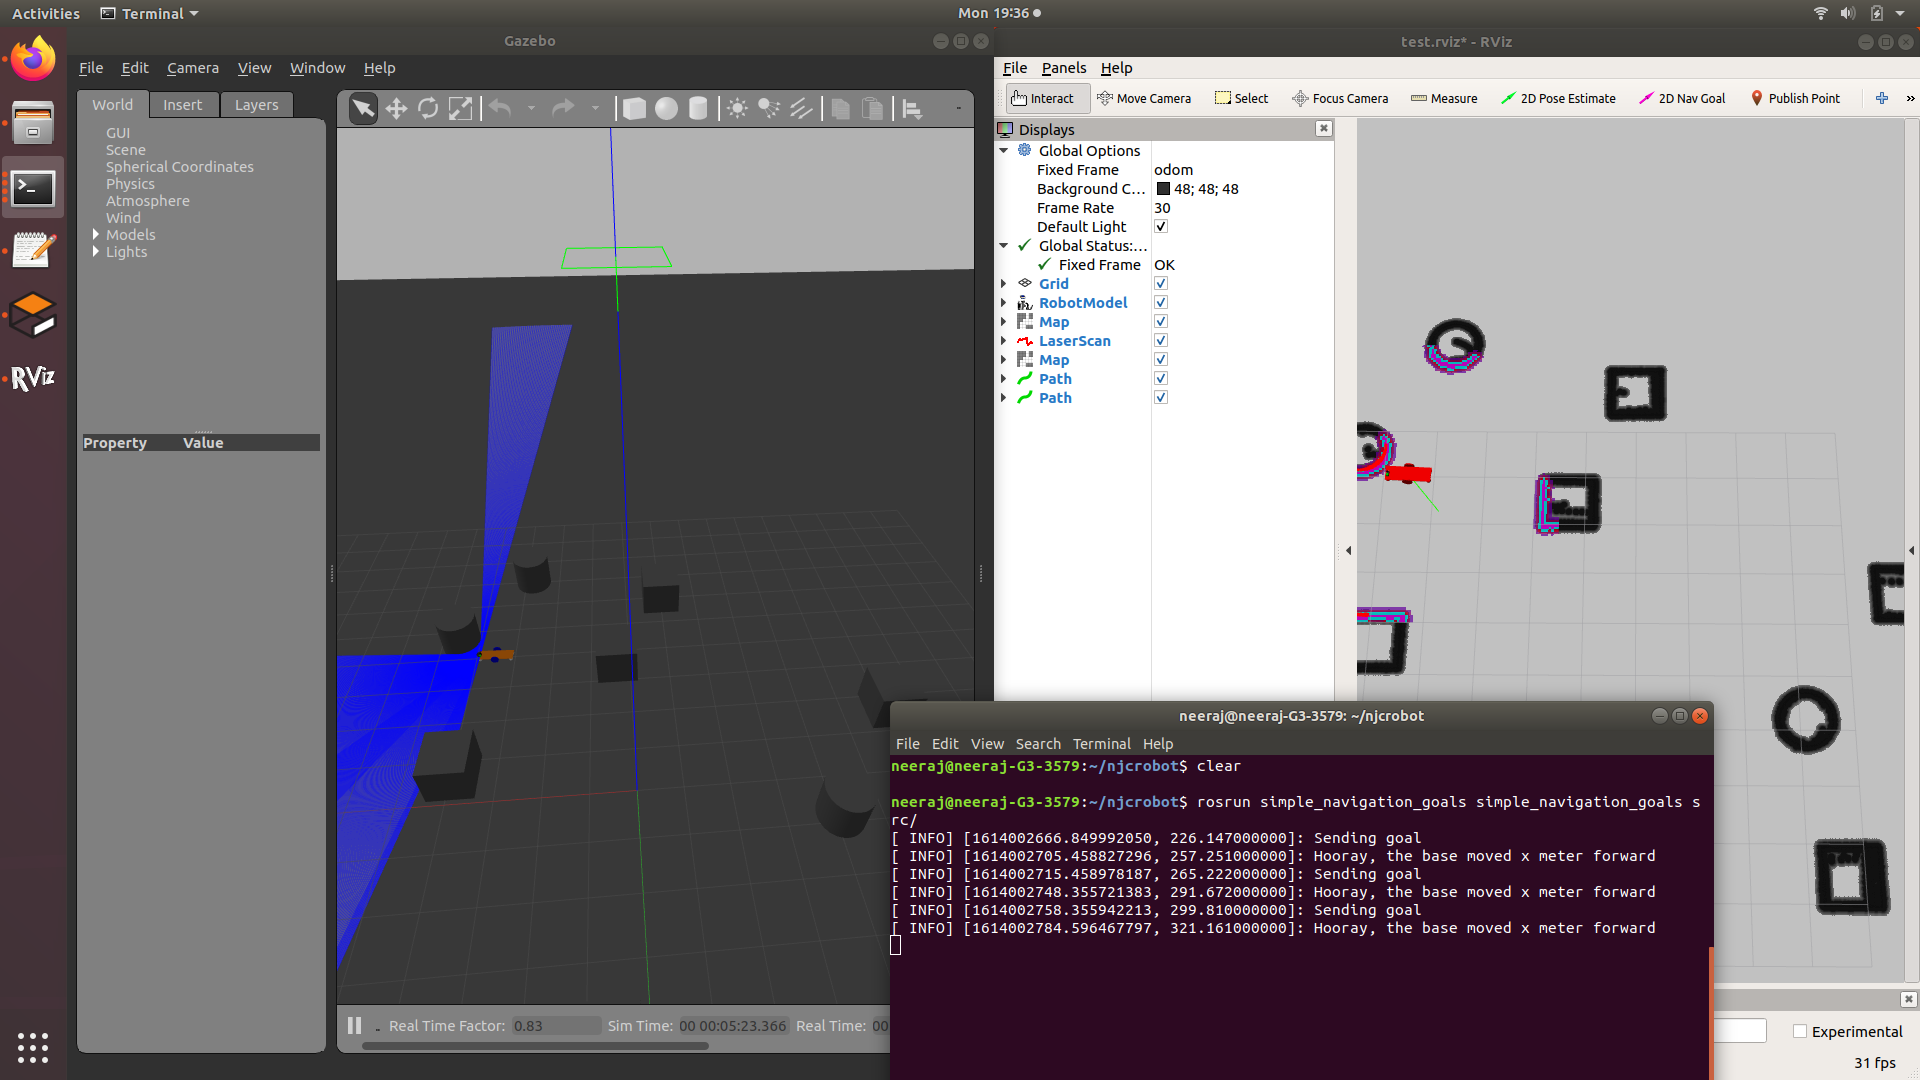 Activities
Terminal
Mon 19:36
Gazebo
File Edit Camera View Window Help
World Insert Layers
GUI
Scene
Spherical Coordinates
Physics
Atmosphere
Wind
Models
Lights
Property Value
Real Time Factor: 0.83 Sim Time: 00 00:05:23.366 Real Time: 00
RViz
test.rviz* - RViz
File Panels Help
Interact Move Camera Select Focus Camera Measure 2D Pose Estimate 2D Nav Goal Publish Point
Displays
Global Options
Fixed Frame odom
Background C... 48; 48; 48
Frame Rate 30
Default Light
Global Status:...
Fixed Frame OK
Grid
RobotModel
Map
LaserScan
Map
Path
Path
neeraj@neeraj-G3-3579: ~/njcrobot
File Edit View Search Terminal Help
neeraj@neeraj-G3-3579:~/njcrobot$ clear
neeraj@neeraj-G3-3579:~/njcrobot$ rosrun simple_navigation_goals simple_navigation_goals s
rc/
[ INFO] [1614002666.849992050, 226.147000000]: Sending goal
[ INFO] [1614002705.458827296, 257.251000000]: Hooray, the base moved x meter forward
[ INFO] [1614002715.458978187, 265.222000000]: Sending goal
[ INFO] [1614002748.355721383, 291.672000000]: Hooray, the base moved x meter forward
[ INFO] [1614002758.355942213, 299.810000000]: Sending goal
[ INFO] [1614002784.596467797, 321.161000000]: Hooray, the base moved x meter forward
Experimental
31 fps